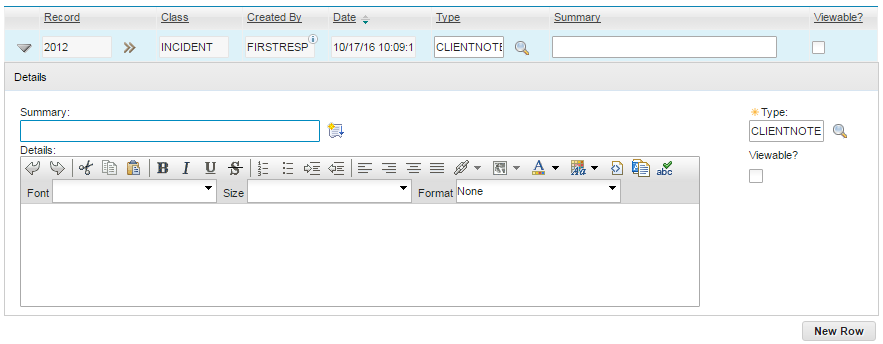 Record Class Created By Date Type Summary Viewable?
2012 INCIDENT FIRSTRESP 10/17/16 10:09:1 CLIENTNOTE
Details
Summary: Type:
CLIENTNOTE
Details: Viewable?
B I U S abc
Font Size Format None
New Row